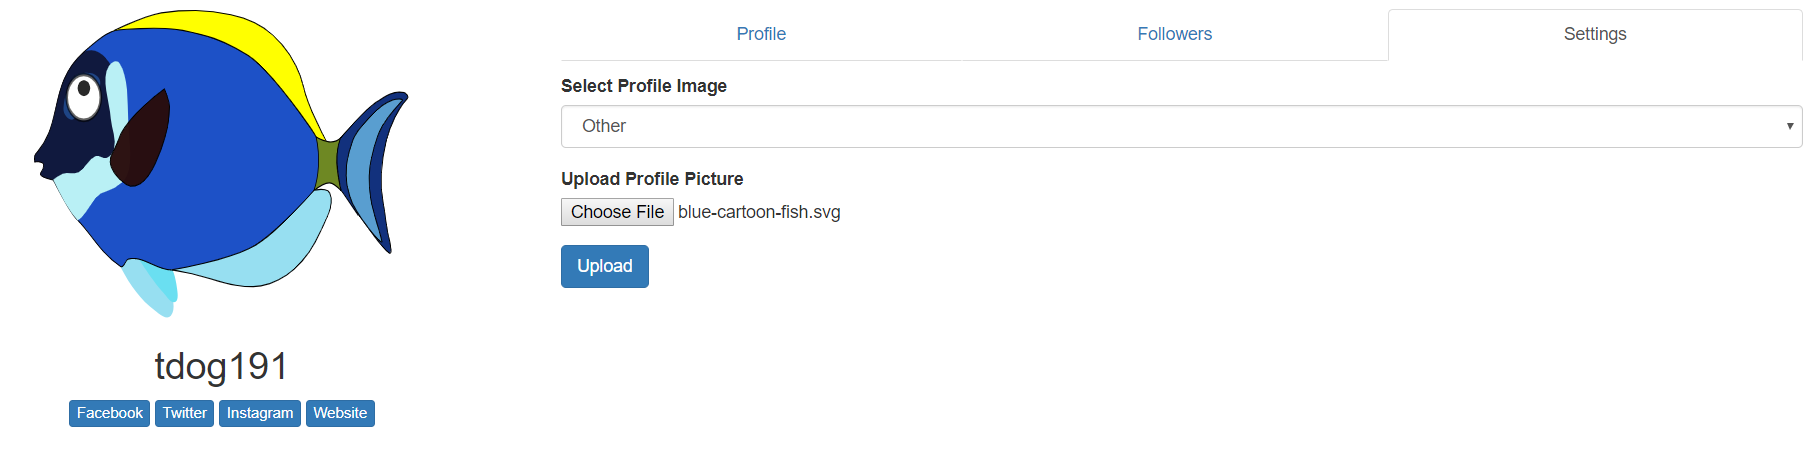 Profile Followers Settings
Select Profile Image
Other
Upload Profile Picture
Choose File blue-cartoon-fish.svg
Upload
tdog191
Facebook Twitter Instagram Website